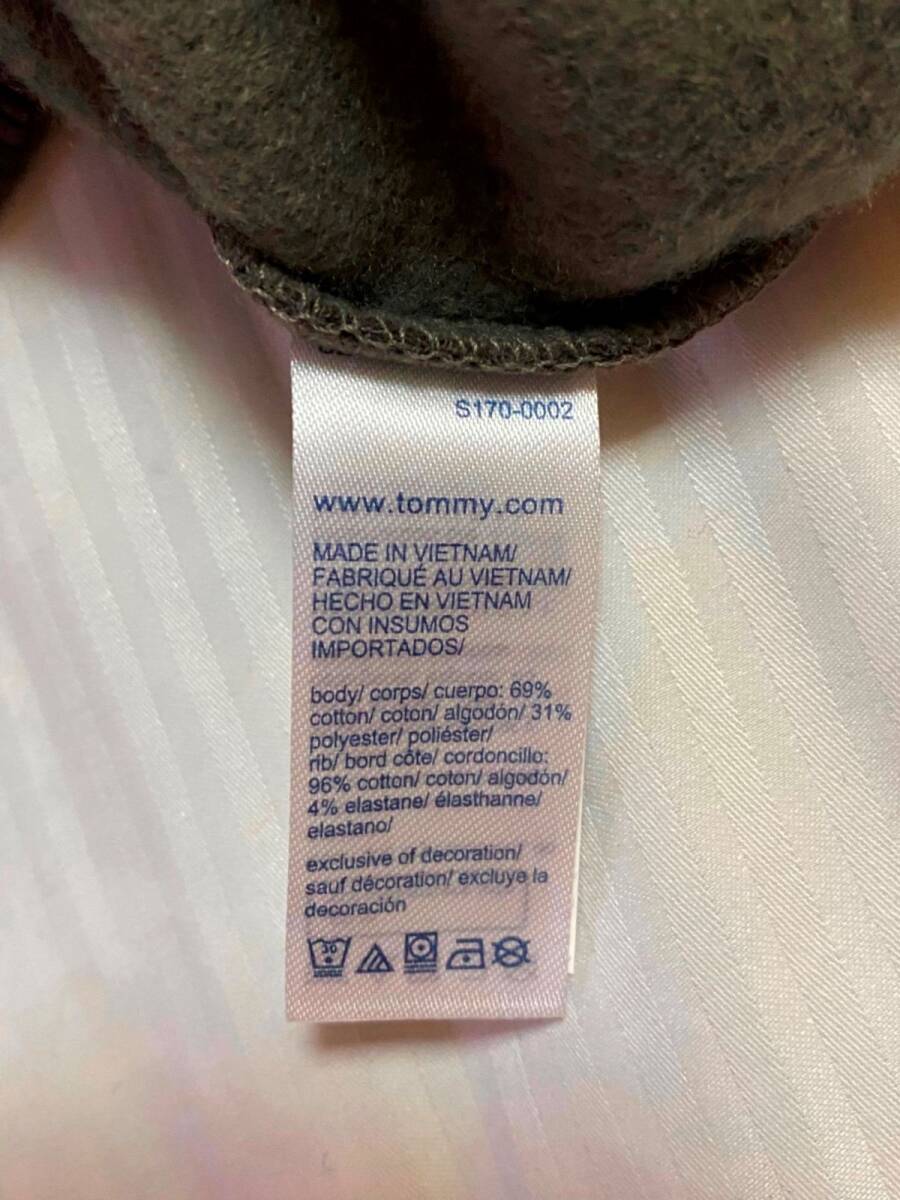 S170-0002
www.tommy.com
MADE IN VIETNAM/
FABRIQUÉ AU VIETNAM/
HECHO EN VIETNAM
CON INSUMOS
IMPORTADOS/
body/ corps/ cuerpo: 69%
cotton/ coton/ algodón/ 31%
polyester/ poliéster/
rib/ bord côte/ cordoncillo:
96% cotton/ coton/ algodón/
4% elastane/ élasthanne/
elastano/
exclusive of decoration/
sauf décoration/ excluye la
decoración
30